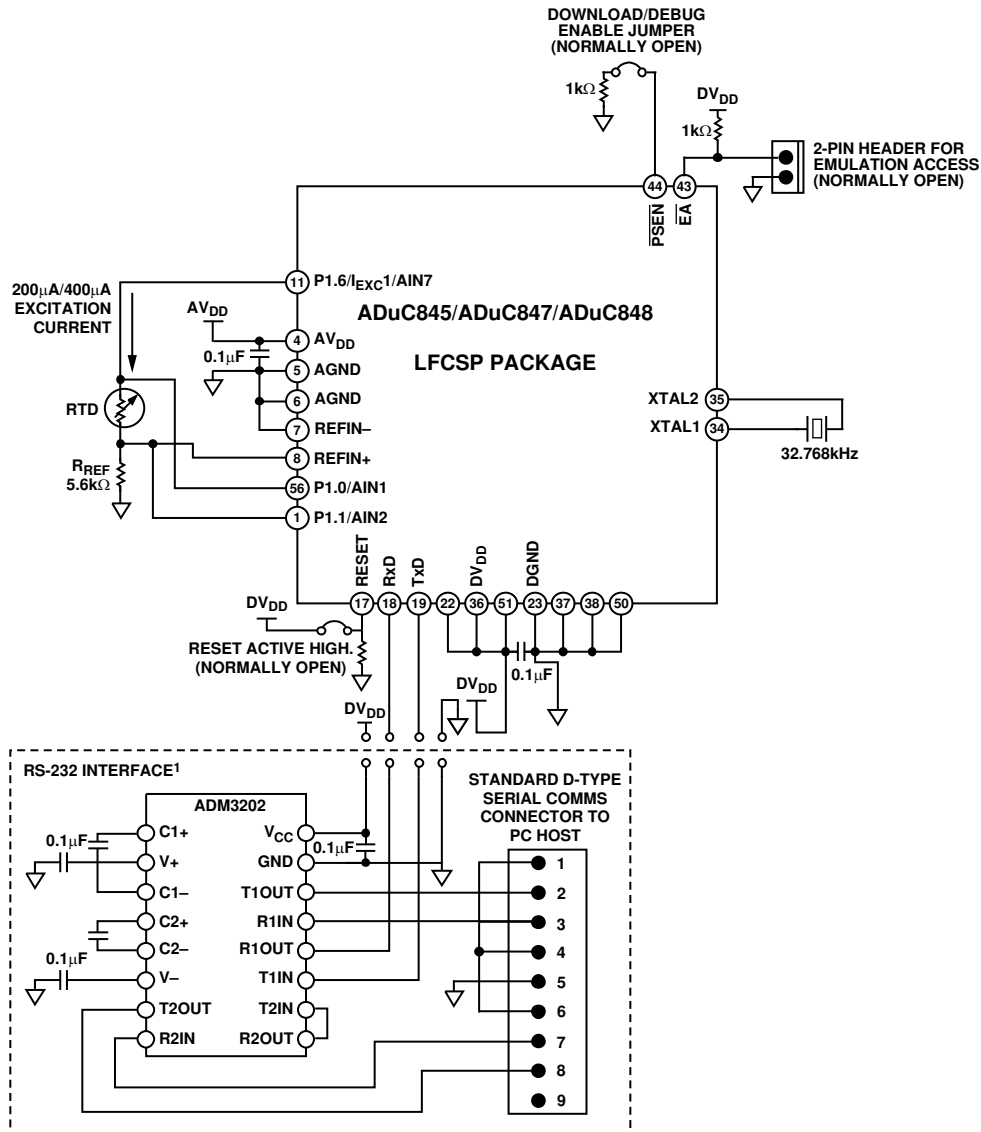 DOWNLOAD/DEBUG
ENABLE JUMPER
(NORMALLY OPEN)
1kΩ
DVDD
1kΩ
2-PIN HEADER FOR
EMULATION ACCESS
(NORMALLY OPEN)
44
43
PSEN
EA
200μA/400μA
EXCITATION
CURRENT
11
P1.6/IEXC1/AIN7
ADuC845/ADuC847/ADuC848
LFCSP PACKAGE
AVDD
4
AVDD
0.1μF
5
AGND
6
AGND
7
REFIN–
8
REFIN+
56
P1.0/AIN1
1
P1.1/AIN2
RTD
RREF
5.6kΩ
XTAL2
35
XTAL1
34
32.768kHz
RESET
RxD
TxD
DVDD
DGND
17
18
19
22
36
51
23
37
38
50
DVDD
RESET ACTIVE HIGH.
(NORMALLY OPEN)
0.1μF
DVDD
DVDD
RS-232 INTERFACE1
STANDARD D-TYPE
SERIAL COMMS
CONNECTOR TO
PC HOST
ADM3202
0.1μF
C1+
V+
C1–
C2+
C2–
0.1μF
V–
T2OUT
R2IN
VCC
0.1μF
GND
T1OUT
R1IN
R1OUT
T1IN
T2IN
R2OUT
1
2
3
4
5
6
7
8
9